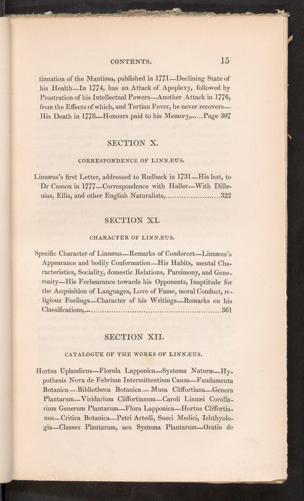 CONTENTS. 15
tinuation of the Mantissa, published in 1771—Declining State of
his Health—In 1774, has an Attack of Apoplexy, followed by
Prostration of his Intellectual Powers—Another Attack in 1776,
from the Effects of which, and Tertian Fever, he never recovers—
His Death in 1778—Honours paid to his Memory,.....Page 307
SECTION X.
CORRESPONDENCE OF LINNÆUS.
Linnæus's first Letter, addressed to Rudbeck in 1731—His last, to
Dr Cusson in 1777—Correspondence with Haller—With Dille-
nius, Ellis, and other English Naturalists,......................322
SECTION XI.
CHARACTER OF LINNÆUS.
Specific Character of Linnæus—Remarks of Condorcet—Linnæus's
Appearance and bodily Conformation—His Habits, mental Cha-
racteristics, Sociality, domestic Relations, Parsimony, and Gene-
rosity—His Forbearance towards his Opponents, Inaptitude for
the Acquisition of Languages, Love of Fame, moral Conduct, re-
ligious Feelings—Character of his Writings—Remarks on his
Classifications,.....................................................361
SECTION XII.
CATALOGUE OF THE WORKS OF LINNÆUS.
Hortus Uplandicus—Florula Lapponica—Systema Naturæ—Hy-
pothesis Nova de Febrium Intermittentium Causa—Fundamenta
Botanica—Bibliotheca Botanica—Musa Cliffortiana—Genera
Plantarum—Viridarium Cliffortianum—Caroli Linnæi Corolla-
rium Generum Plantarum—Flora Lapponica—Hortus Cliffortia-
nus—Critica Botanica—Petri Artedi, Sueci Medici, Ichthyolo-
gia—Classes Plantarum, seu Systema Plantarum—Oratio de